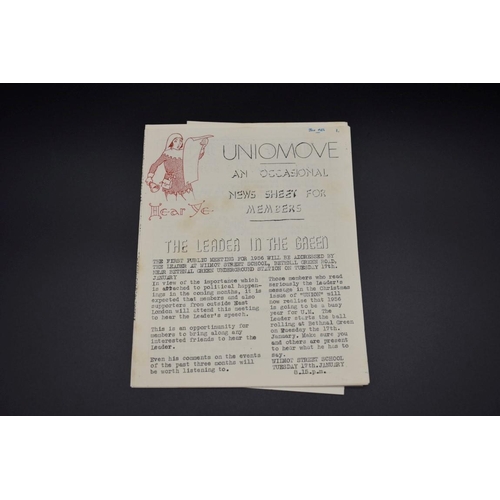 UNIOMOVE
AN OCCASIONAL
NEWS SHEET FOR
MEMBERS
Hear Ye
THE LEADER IN THE GREEN
THE FIRST PUBLIC MEETING FOR 1956 WILL BE ADDRESSED BY
THE LEADER AT WILMOT STREET SCHOOL, BETHNAL GREEN RO.D.
NEAR BETHNAL GREEN UNDERGROUND STATION ON TUESDAY 17th.
JANUARY
In view of the importance which
is attached to political happen-
ings in the coming months, it is
expected that members and also
supporters from outside East
London will attend this meeting
to hear the leader's speech.
This is an opportunity for
members to bring along any
interested friends to hear the
leader.
Even his comments on the events
of the past three months will
be worth listening to.
Those members who read
seriously the leader's
message in the Christmas
issue of "UNION" will
now realise that 1956
is going to be a busy
year for U.M. The
leader starts the ball
rolling at Bethnal Green
on Tuesday the 17th.
January. Make sure you
and others are present
to hear what he has to
say.
WILMOT STREET SCHOOL
TUESDAY 17th. JANUARY
8.15.p.m.